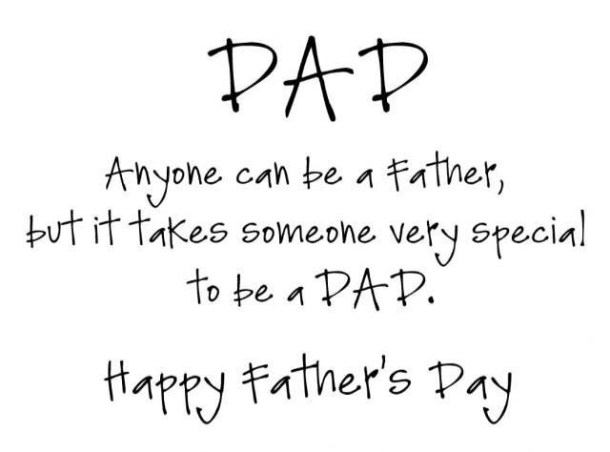 DAD
Anyone can be a Father,
but it takes someone very special
to be a DAD.
Happy Father's Day